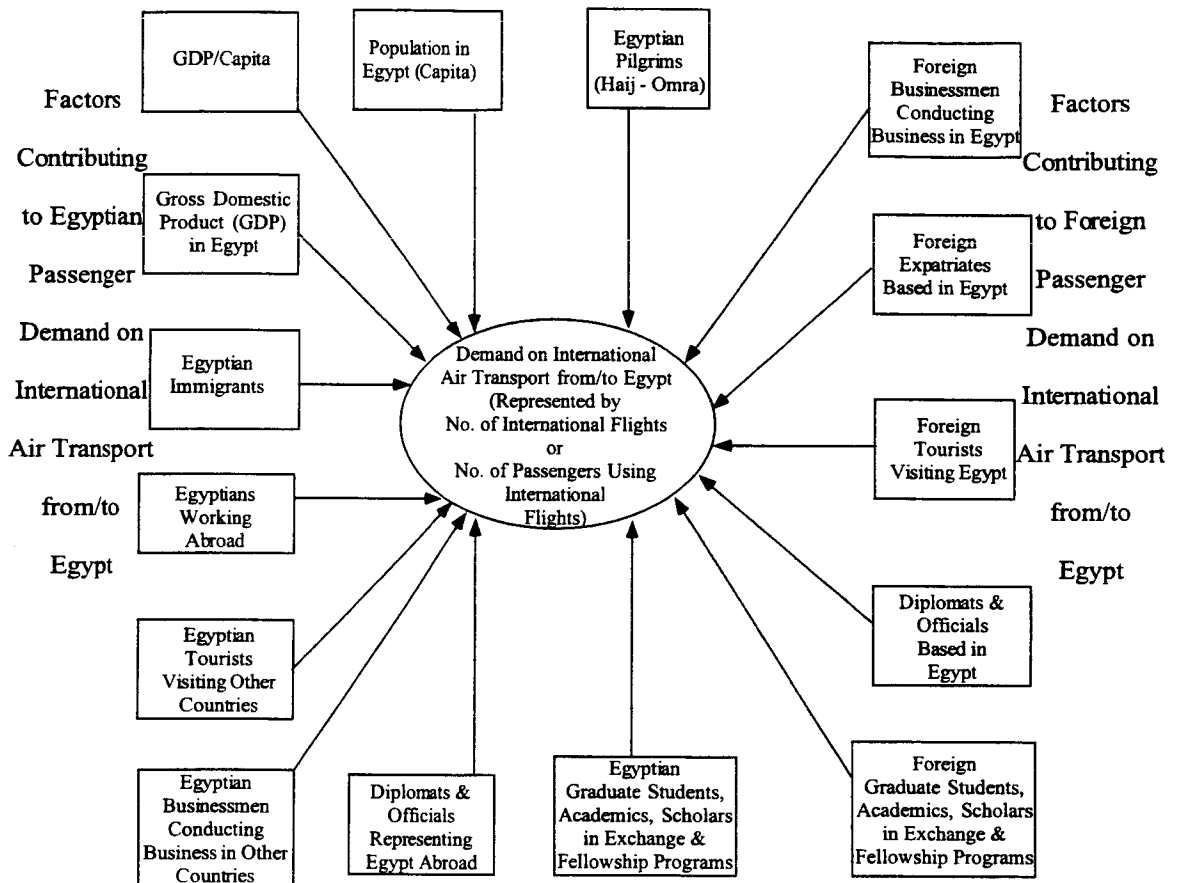 Factors
Contributing
to Egyptian
Passenger
Demand on
International
Air Transport
from/to
Egypt
GDP/Capita
Population in
Egypt (Capita)
Egyptian
Pilgrims
(Haij - Omra)
Gross Domestic
Product (GDP)
in Egypt
Egyptian
Immigrants
Egyptians
Working
Abroad
Egyptian
Tourists
Visiting Other
Countries
Egyptian
Businessmen
Conducting
Business in Other
Countries
Diplomats &
Officials
Representing
Egypt Abroad
Egyptian
Graduate Students,
Academics, Scholars
in Exchange &
Fellowship Programs
Demand on International
Air Transport from/to Egypt
(Represented by
No. of International Flights
or
No. of Passengers Using
International
Flights)
Foreign
Businessmen
Conducting
Business in Egypt
Foreign
Expatriates
Based in Egypt
Foreign
Tourists
Visiting Egypt
Diplomats &
Officials
Based in
Egypt
Foreign
Graduate Students,
Academics, Scholars
in Exchange &
Fellowship Programs
Factors
Contributing
to Foreign
Passenger
Demand on
International
Air Transport
from/to
Egypt